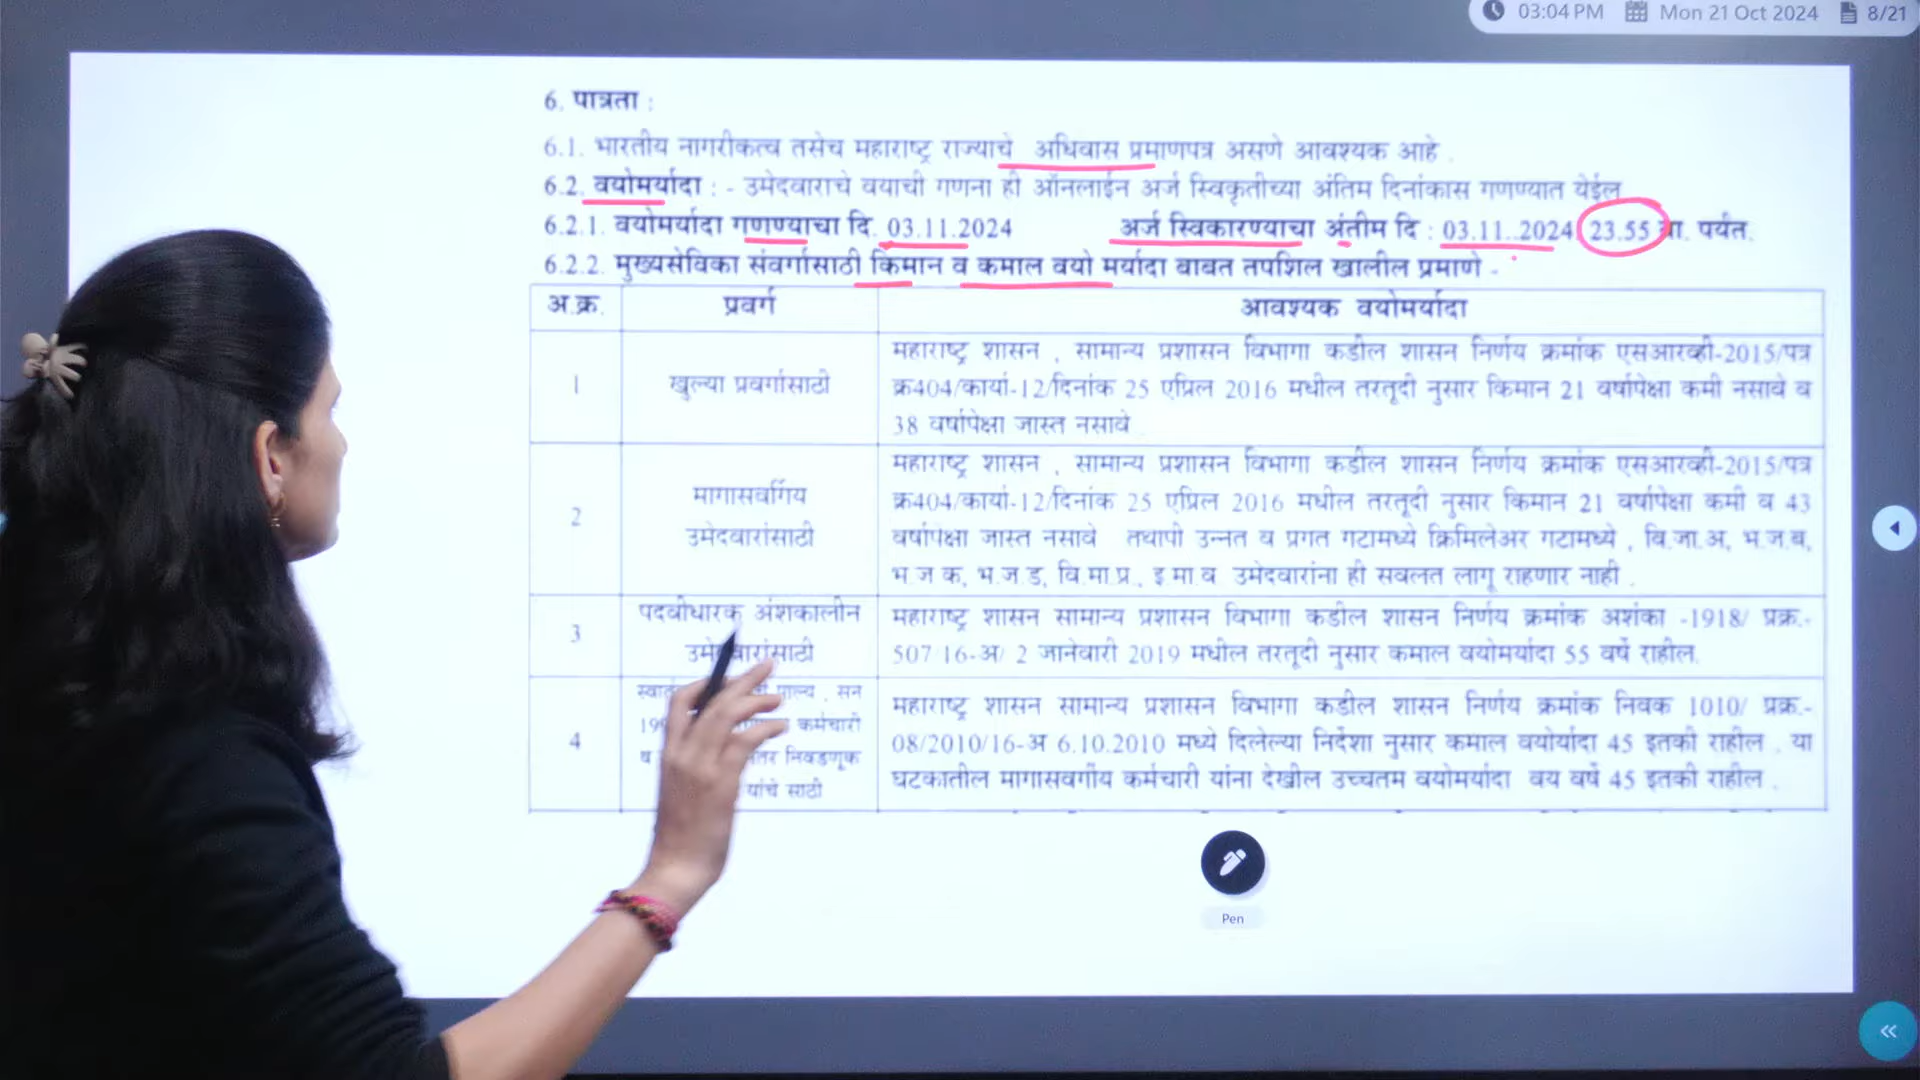 03:04 PM Mon 21 Oct 2024 8/21
6. पात्रता :
6.1. भारतीय नागरीकत्व तसेच महाराष्ट्र राज्याचे अधिवास प्रमाणपत्र असणे आवश्यक आहे .
6.2. वयोमर्यादा : - उमेदवाराचे वयाची गणना ही ऑनलाईन अर्ज स्विकृतीच्या अंतिम दिनांकास गणण्यात येईल
6.2.1. वयोमर्यादा गणण्याचा दि. 03.11.2024 अर्ज स्विकारण्याचा अंतीम दि : 03.11..2024 23.55 वा. पर्यंत.
6.2.2. मुख्यसेविका संवर्गासाठी किमान व कमाल वयो मर्यादा बाबत तपशिल खालील प्रमाणे -
अ.क्र. प्रवर्ग आवश्यक वयोमर्यादा
1 खुल्या प्रवर्गासाठी
महाराष्ट्र शासन , सामान्य प्रशासन विभागा कडील शासन निर्णय क्रमांक एसआरव्ही-2015/पत्र
क्र404/कार्या-12/दिनांक 25 एप्रिल 2016 मधील तरतूदी नुसार किमान 21 वर्षापेक्षा कमी नसावे व
38 वर्षापेक्षा जास्त नसावे
2 मागासवर्गिय
उमेदवारांसाठी
महाराष्ट्र शासन , सामान्य प्रशासन विभागा कडील शासन निर्णय क्रमांक एसआरव्ही-2015/पत्र
क्र404/कार्या-12/दिनांक 25 एप्रिल 2016 मधील तरतूदी नुसार किमान 21 वर्षापेक्षा कमी व 43
वर्षापेक्षा जास्त नसावे तथापी उन्नत व प्रगत गटामध्ये क्रिमिलेअर गटामध्ये , वि.जा.अ, भ.ज.ब,
भ.ज क, भ.ज.ड, वि.मा.प्र., इ मा.व उमेदवारांना ही सवलत लागू राहणार नाही .
3 पदवीधारक अंशकालीन
उमेदवारांसाठी
महाराष्ट्र शासन सामान्य प्रशासन विभागा कडील शासन निर्णय क्रमांक अशंका -1918/ प्रक्र.-
507 16-अ/ 2 जानेवारी 2019 मधील तरतूदी नुसार कमाल वयोमर्यादा 55 वर्षे राहील.
4 पाल्य , सन
कर्मचारी
निवडणूक
यांचे साठी
महाराष्ट्र शासन सामान्य प्रशासन विभागा कडील शासन निर्णय क्रमांक निवक 1010/ प्रक्र.-
08/2010/16-अ 6.10.2010 मध्ये दिलेल्या निर्देशा नुसार कमाल वयोर्यादा 45 इतकी राहील . या
घटकातील मागासवर्गीय कर्मचारी यांना देखील उच्चतम वयोमर्यादा वय वर्षे 45 इतकी राहील .
Pen